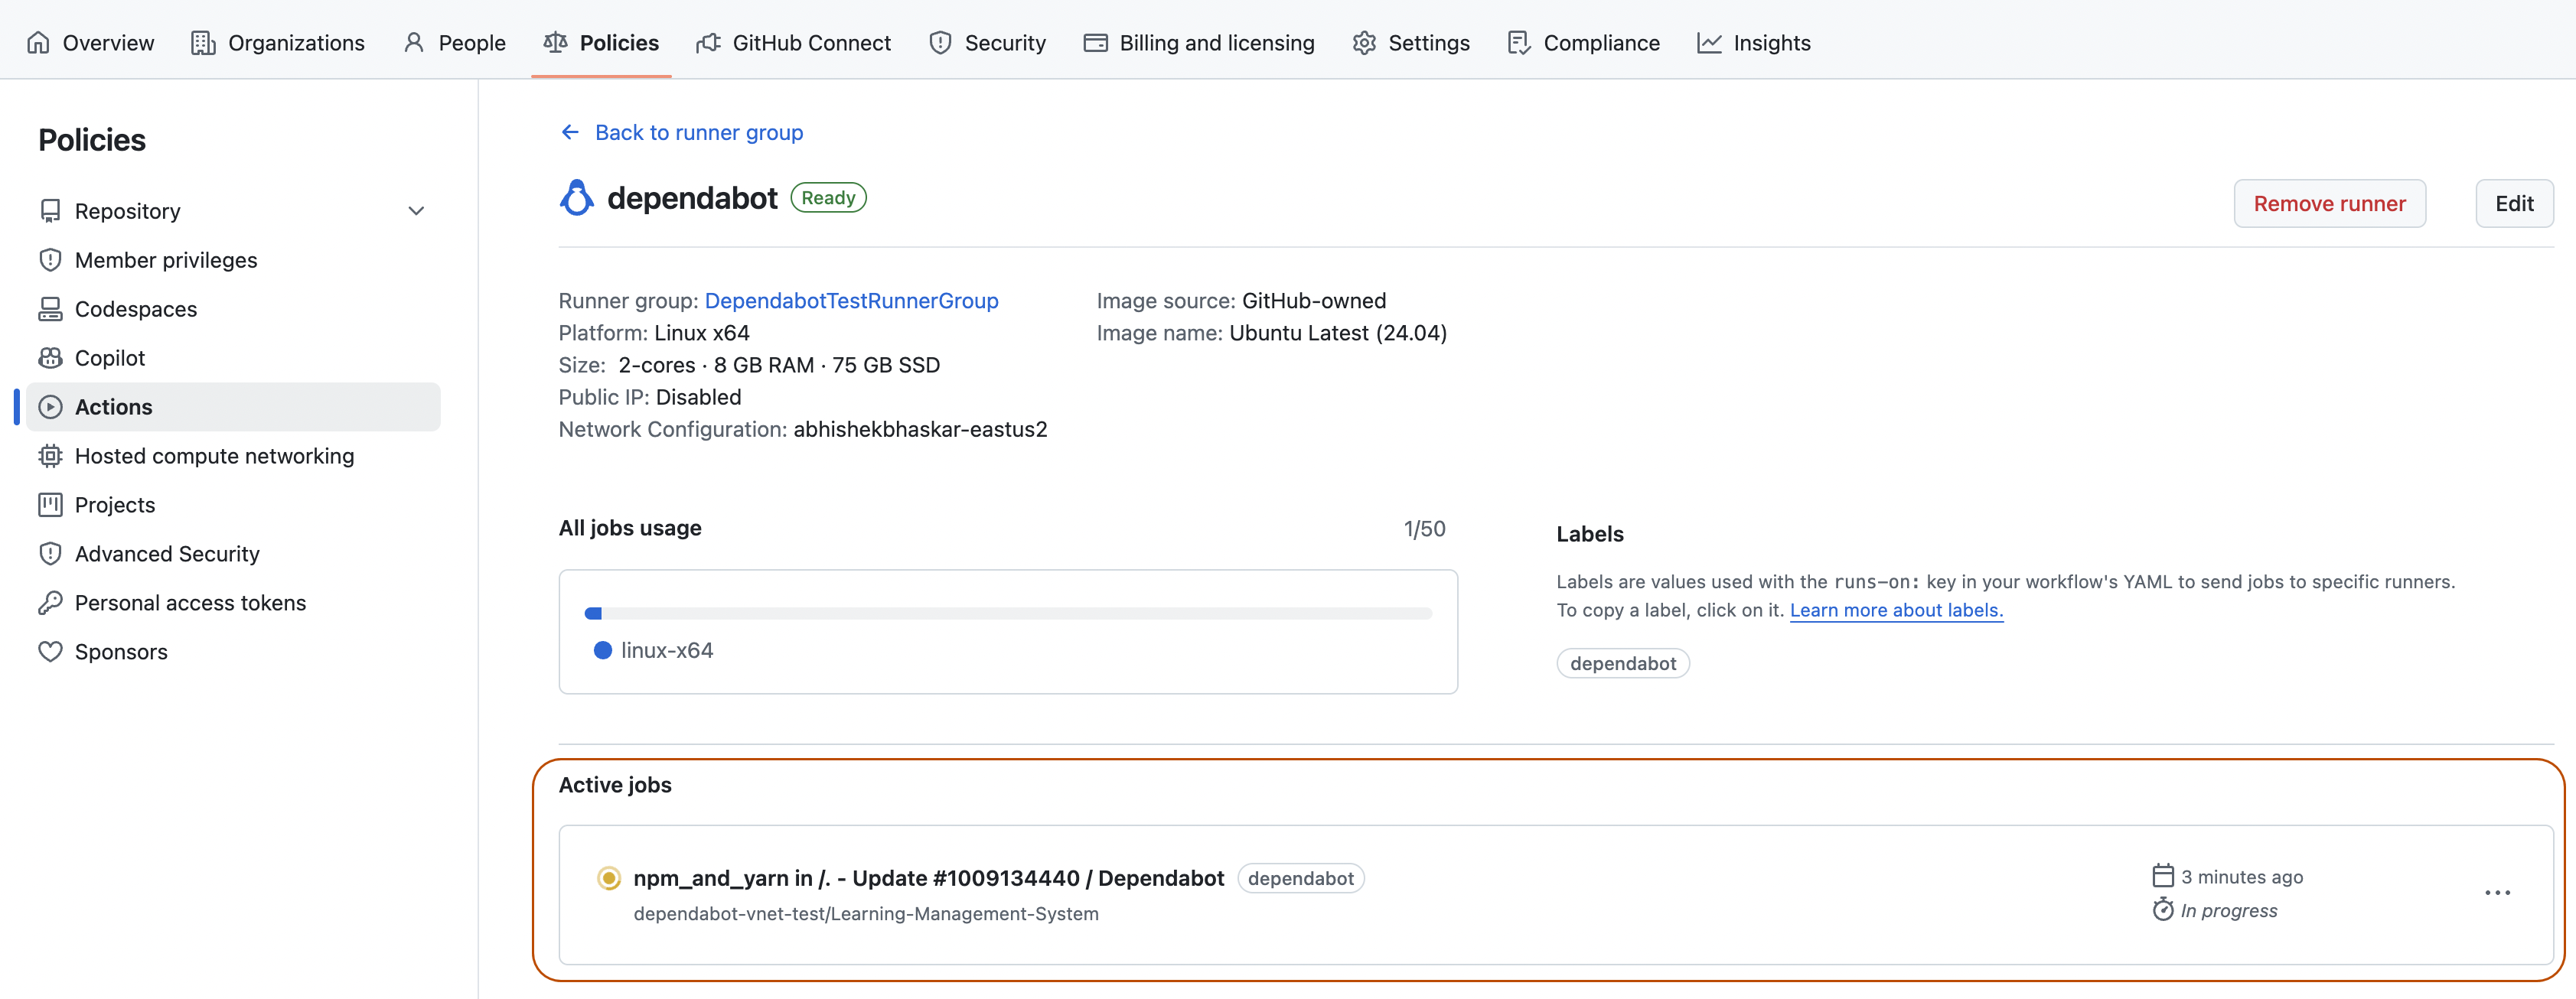 Overview Organizations People Policies GitHub Connect Security Billing and licensing Settings Compliance Insights
Policies
Repository
Member privileges
Codespaces
Copilot
Actions
Hosted compute networking
Projects
Advanced Security
Personal access tokens
Sponsors
Back to runner group
dependabot Ready
Remove runner Edit
Runner group: DependabotTestRunnerGroup
Platform: Linux x64
Size: 2-cores · 8 GB RAM · 75 GB SSD
Public IP: Disabled
Network Configuration: abhishekbhaskar-eastus2
Image source: GitHub-owned
Image name: Ubuntu Latest (24.04)
All jobs usage 1/50
linux-x64
Labels
Labels are values used with the runs-on: key in your workflow's YAML to send jobs to specific runners.
To copy a label, click on it. Learn more about labels.
dependabot
Active jobs
npm_and_yarn in /. - Update #1009134440 / Dependabot dependabot
dependabot-vnet-test/Learning-Management-System
3 minutes ago
In progress